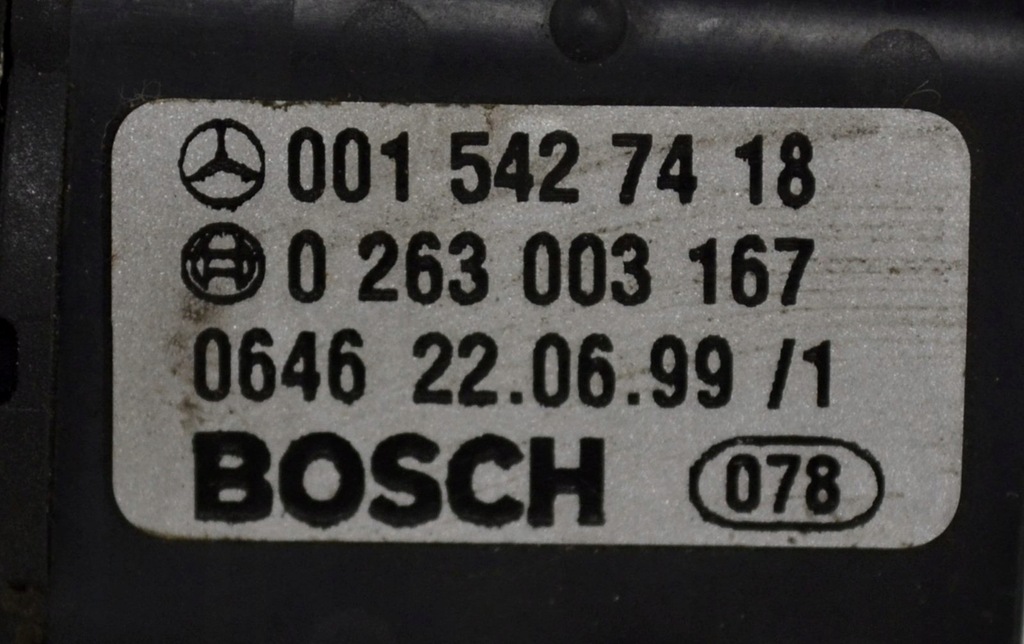 001 542 74 18
0 263 003 167
0646 22.06.99 /1
BOSCH 078